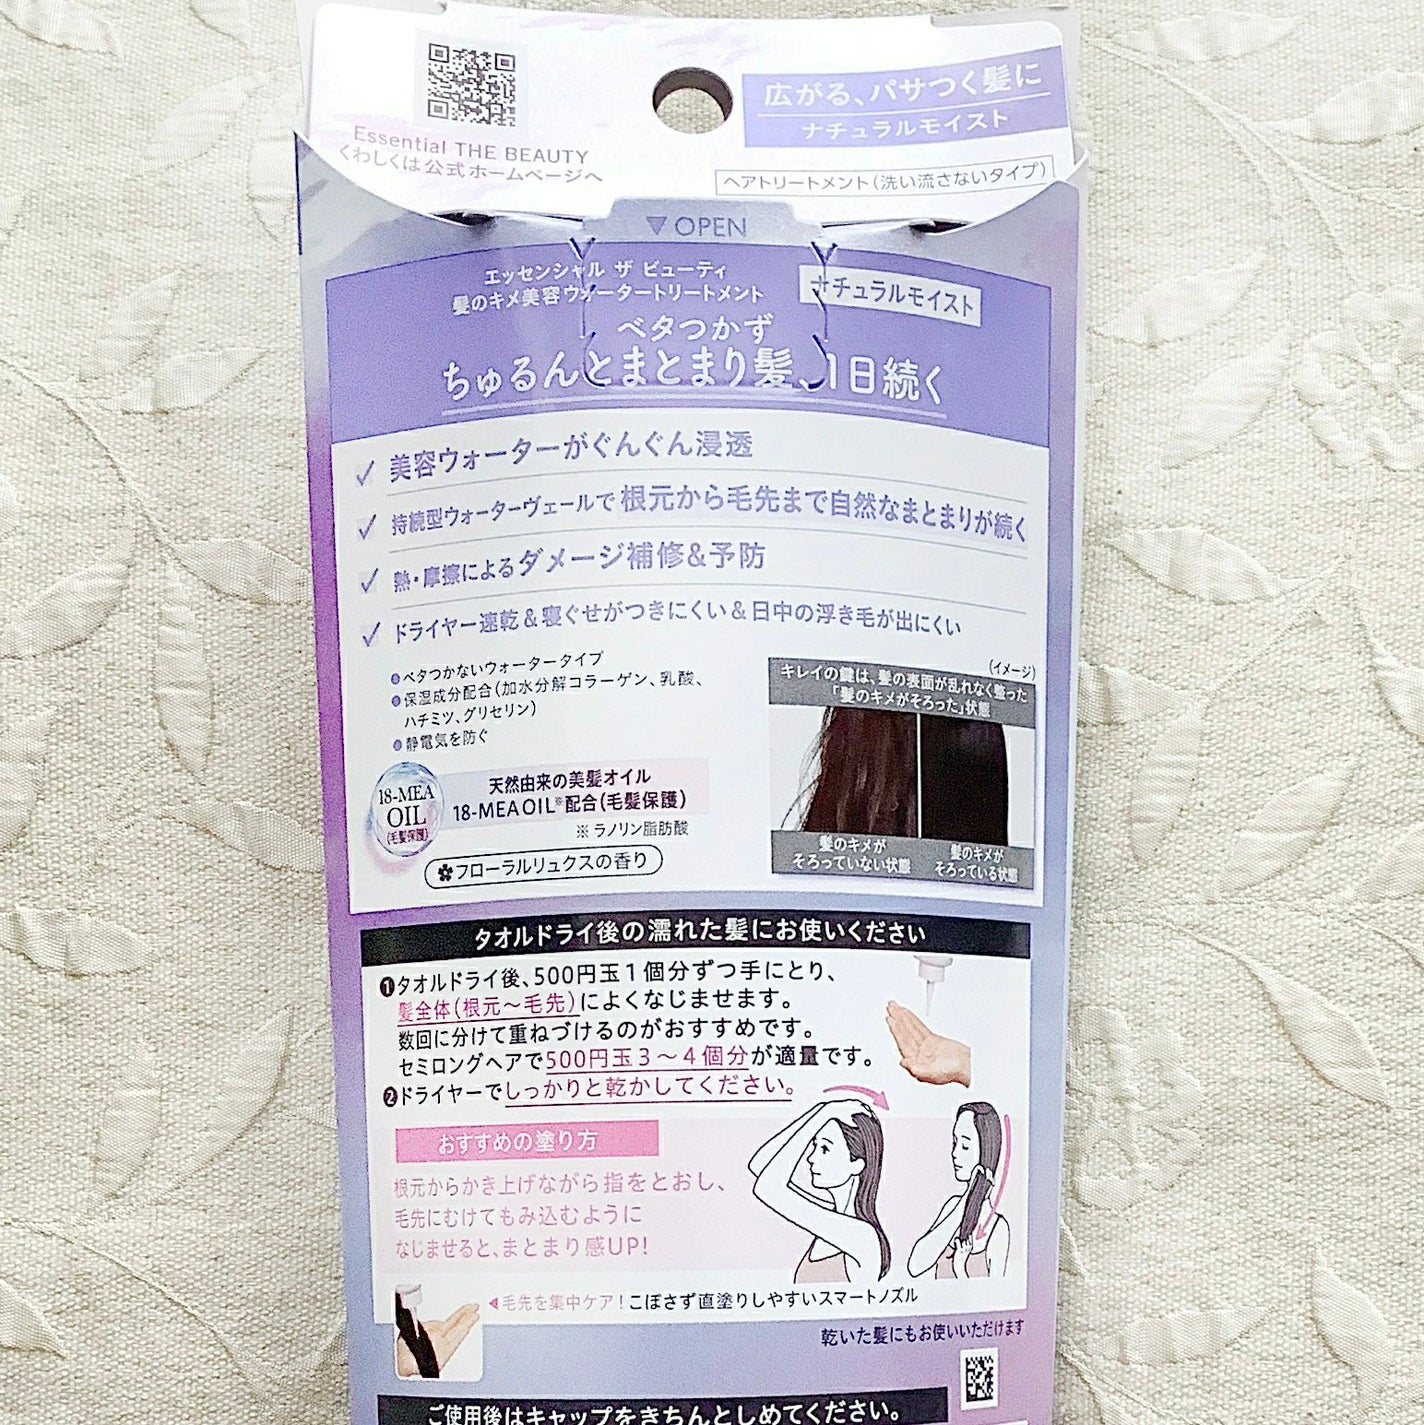 Essential THE BEAUTY
くわしくは公式ホームページへ
広がる、パサつく髪に
ナチュラルモイスト
ヘアトリートメント(洗い流さないタイプ)
▼OPEN
エッセンシャル ザ ビューティ
髪のキメ美容ウォータートリートメント
ナチュラルモイスト
ベタつかず
ちゅるんとまとまり髪、1日続く
✓ 美容ウォーターがぐんぐん浸透
✓ 持続型ウォーターヴェールで根元から毛先まで自然なまとまりが続く
✓ 熱・摩擦によるダメージ補修&予防
✓ ドライヤー速乾&寝ぐせがつきにくい&日中の浮き毛が出にくい
●ベタつかないウォータータイプ
●保湿成分配合(加水分解コラーゲン、乳酸、
ハチミツ、グリセリン)
●静電気を防ぐ
18-MEA
OIL
(毛髪保護)
天然由来の美髪オイル
18-MEA OIL※配合(毛髪保護)
※ ラノリン脂肪酸
フローラルリュクスの香り
(イメージ)
キレイの鍵は、髪の表面が乱れなく整った
「髪のキメがそろった」状態
髪のキメが
そろっていない状態
髪のキメが
そろっている状態
タオルドライ後の濡れた髪にお使いください
❶タオルドライ後、500円玉1個分ずつ手にとり、
髪全体(根元〜毛先)によくなじませます。
数回に分けて重ねづけるのがおすすめです。
セミロングヘアで500円玉3〜4個分が適量です。
❷ドライヤーでしっかりと乾かしてください。
おすすめの塗り方
根元からかき上げながら指をとおし、
毛先にむけてもみ込むように
なじませると、まとまり感UP!
◀毛先を集中ケア!こぼさず直塗りしやすいスマートノズル
乾いた髪にもお使いいただけます
ご使用後はキャップをきちんとしめてください。